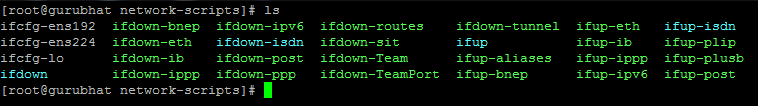 [root@gurubhat network-scripts]# ls
ifcfg-ens192 ifdown-bnep ifdown-ipv6 ifdown-routes ifdown-tunnel ifup-eth ifup-isdn
ifcfg-ens224 ifdown-eth ifdown-isdn ifdown-sit ifup ifup-ib ifup-plip
ifcfg-lo ifdown-ib ifdown-post ifdown-Team ifup-aliases ifup-ippp ifup-plusb
ifdown ifdown-ippp ifdown-ppp ifdown-TeamPort ifup-bnep ifup-ipv6 ifup-post
[root@gurubhat network-scripts]#